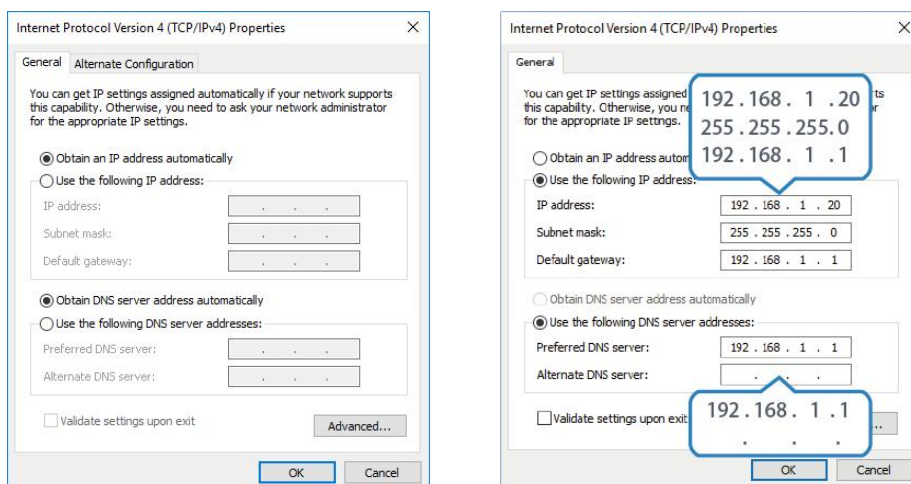 Internet Protocol Version 4 (TCP/IPv4) Properties
General
Alternate Configuration
You can get IP settings assigned automatically if your network supports
this capability. Otherwise, you need to ask your network administrator
for the appropriate IP settings.
Obtain an IP address automatically
Use the following IP address:
IP address:
. . .
Subnet mask:
. . .
Default gateway:
. . .
Obtain DNS server address automatically
Use the following DNS server addresses:
Preferred DNS server:
. . .
Alternate DNS server:
. . .
Validate settings upon exit
Advanced...
OK
Cancel
Internet Protocol Version 4 (TCP/IPv4) Properties
General
You can get IP settings assigned
this capability. Otherwise, you
for the appropriate IP settings.
192 . 168 . 1 . 20
255 . 255 . 255 . 0
192 . 168 . 1 . 1
Obtain an IP address
Use the following IP address:
IP address:
192 . 168 . 1 . 20
Subnet mask:
255 . 255 . 255 . 0
Default gateway:
192 . 168 . 1 . 1
Obtain DNS server address automatically
Use the following DNS server addresses:
Preferred DNS server:
192 . 168 . 1 . 1
Alternate DNS server:
. . .
Validate settings upon exit
192 . 168 . 1 . 1
. . .
OK
Cancel